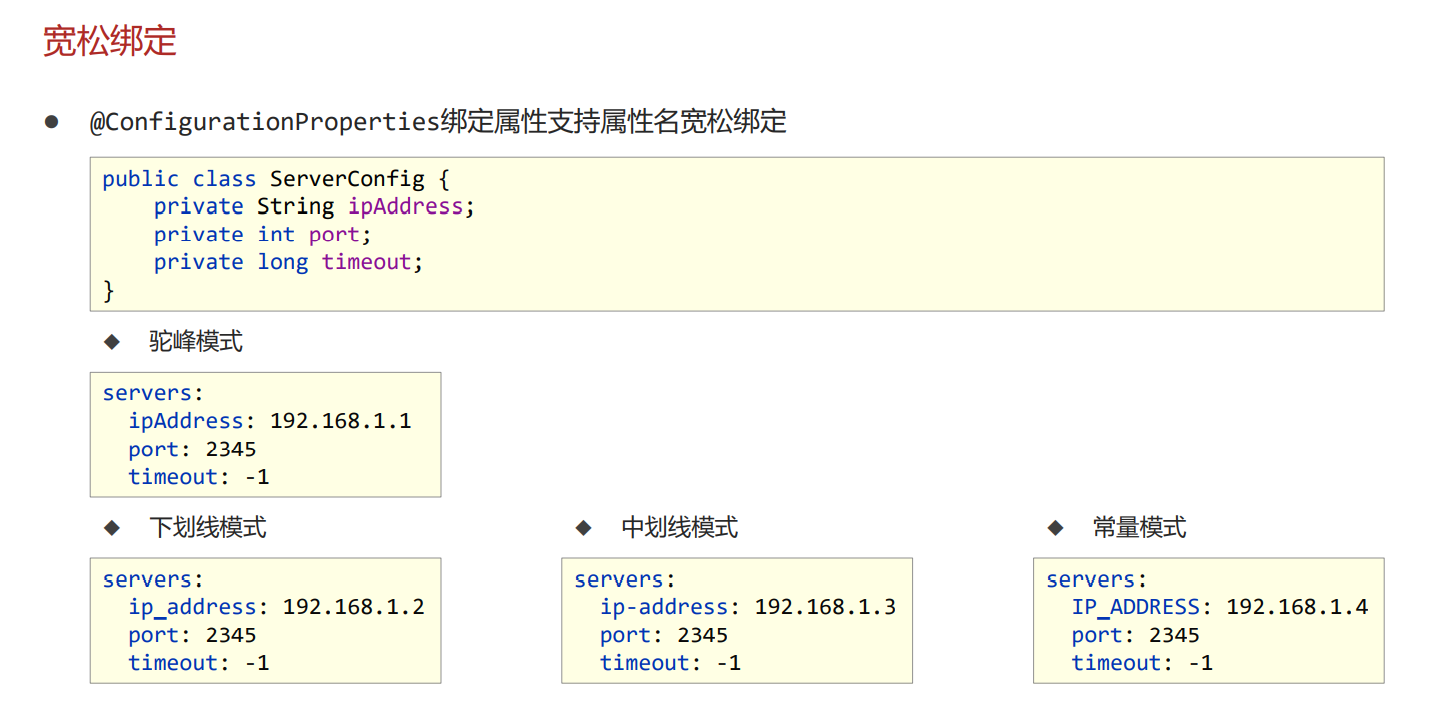 宽松绑定
● @ConfigurationProperties绑定属性支持属性名宽松绑定
public class ServerConfig {
    private String ipAddress;
    private int port;
    private long timeout;
}
◆ 驼峰模式
servers:
  ipAddress: 192.168.1.1
  port: 2345
  timeout: -1
◆ 下划线模式
servers:
  ip_address: 192.168.1.2
  port: 2345
  timeout: -1
◆ 中划线模式
servers:
  ip-address: 192.168.1.3
  port: 2345
  timeout: -1
◆ 常量模式
servers:
  IP_ADDRESS: 192.168.1.4
  port: 2345
  timeout: -1